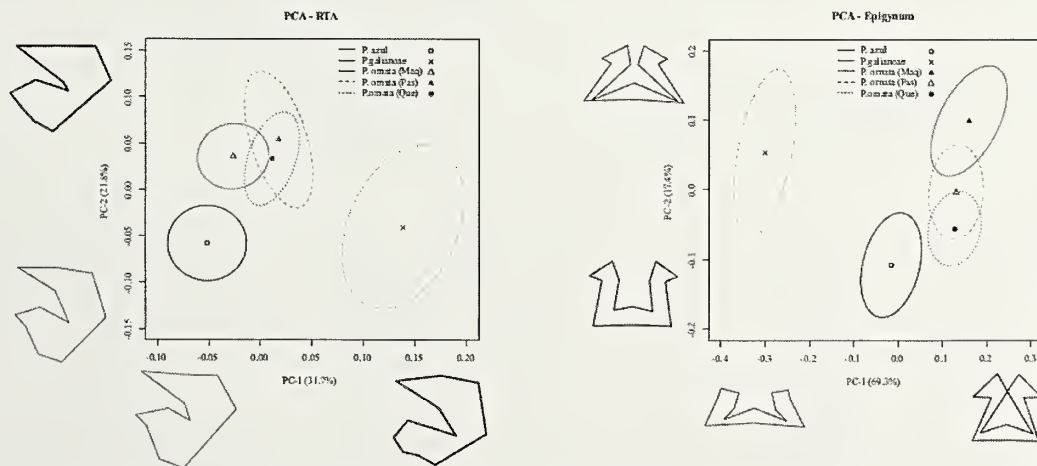 PCA - RTA
P. azul
P.galianoae
P. ornata (Maq)
P. ornata (Pas)
P.ornata (Que)
0.15
0.10
0.05
0.00
-0.05
-0.10
-0.15
PC-2 (21.8%)
-0.10 -0.05 0.00 0.05 0.10 0.15 0.20
PC-1 (31.7%)
PCA - Epigynum
P. azul
P.galianoae
P. ornata (Maq)
P. ornata (Pas)
P.ornata (Que)
0.2
0.1
0.0
-0.1
-0.2
PC-2 (17.4%)
-0.4 -0.3 -0.2 -0.1 0.0 0.1 0.2 0.3
PC-1 (69.3%)